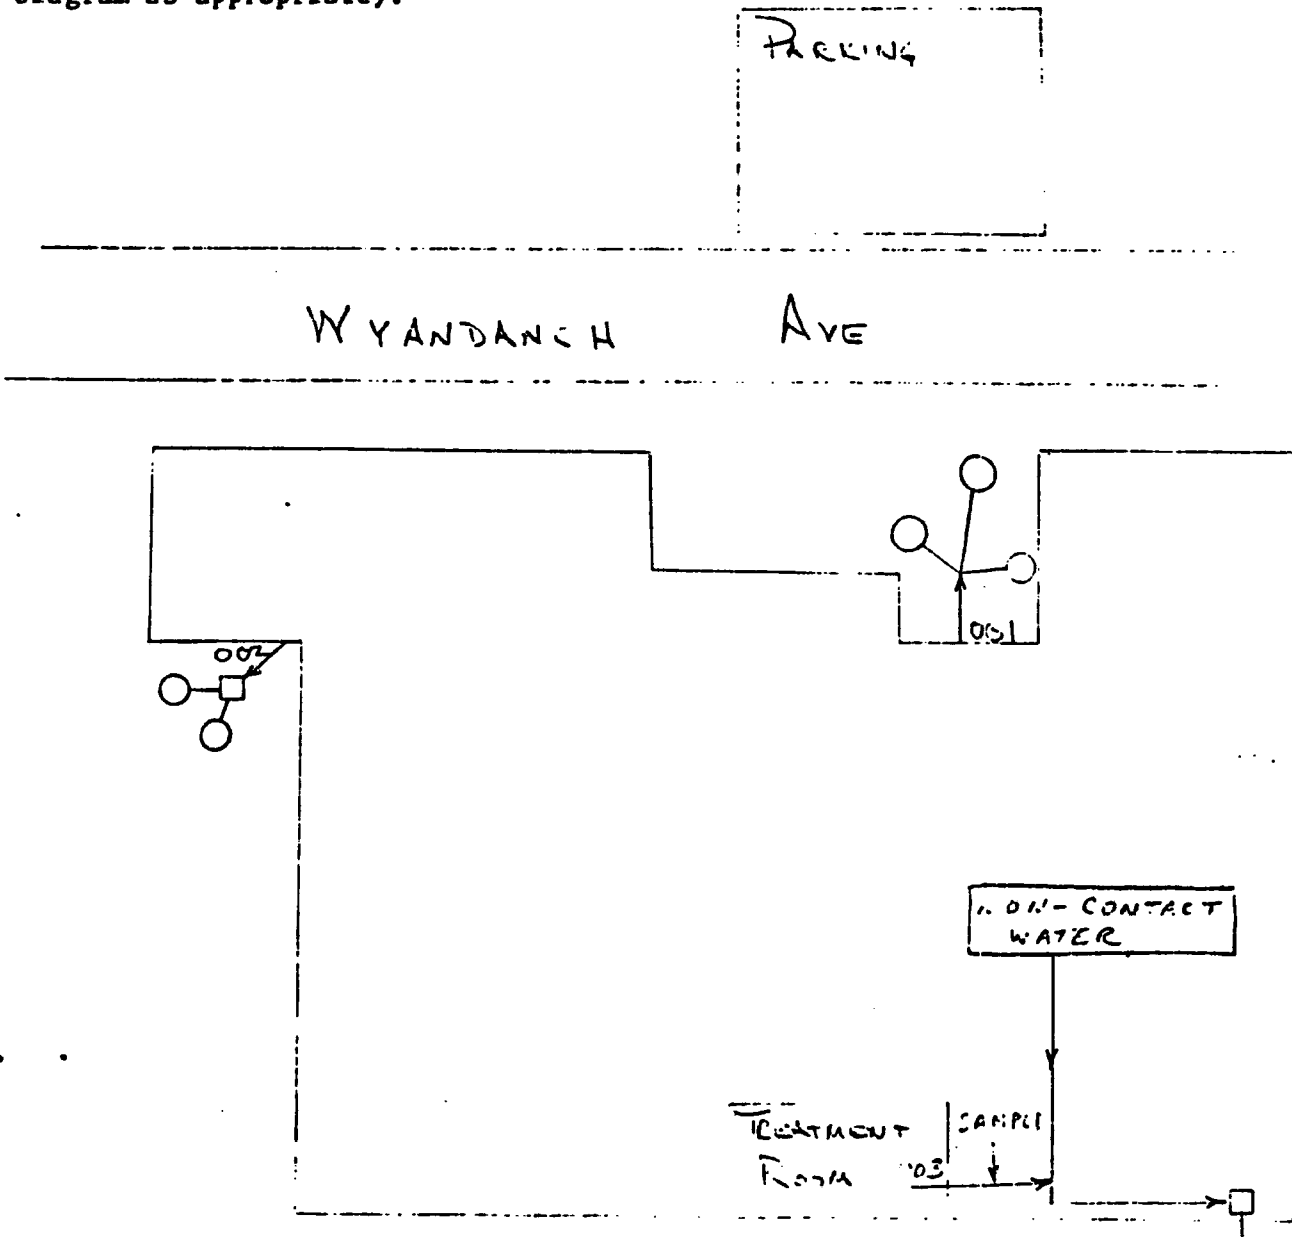 diagram as appropriate).
PARKING
WYANDANCH AVE
001
002
NON-CONTACT
WATER
TREATMENT
ROOM
003
SAMPLE